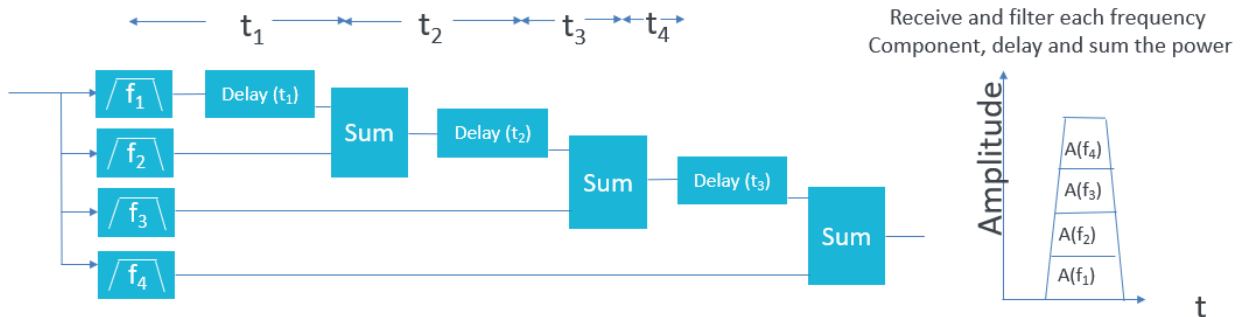 t₁ t₂ t₃ t₄
Receive and filter each frequency
Component, delay and sum the power
f₁
Delay (t₁)
Sum
f₂
Delay (t₂)
Sum
f₃
Delay (t₃)
Sum
f₄
Amplitude
A(f₄)
A(f₃)
A(f₂)
A(f₁)
t